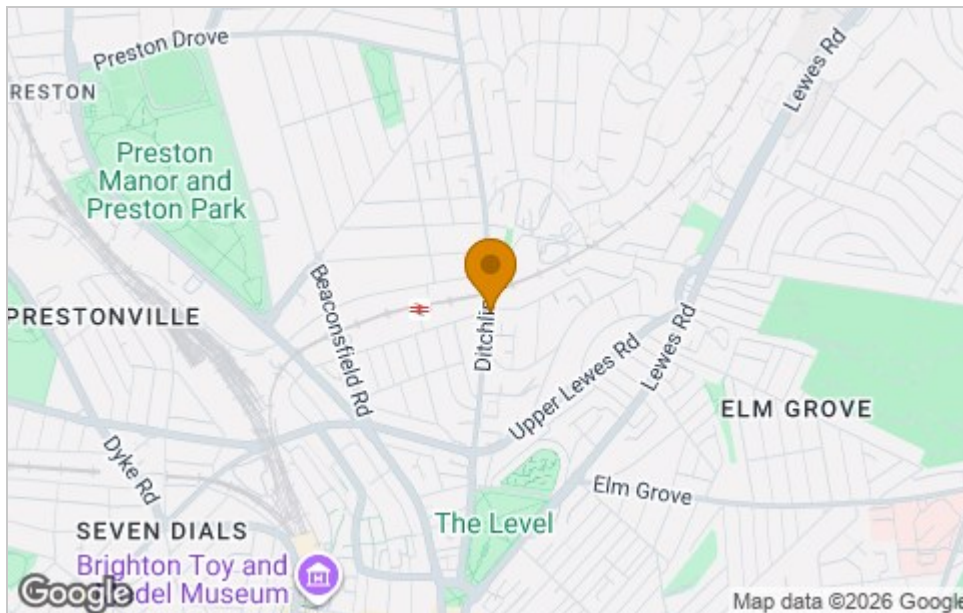 Preston Drove
Lewes Rd
RESTON
Preston
Manor and
Preston Park
PRESTONVILLE
Beaconsfield Rd
Ditchlin
Upper Lewes Rd
Lewes Rd
ELM GROVE
Dyke Rd
Elm Grove
The Level
SEVEN DIALS
Brighton Toy and
del Museum
Google
Map data ©2026 Google